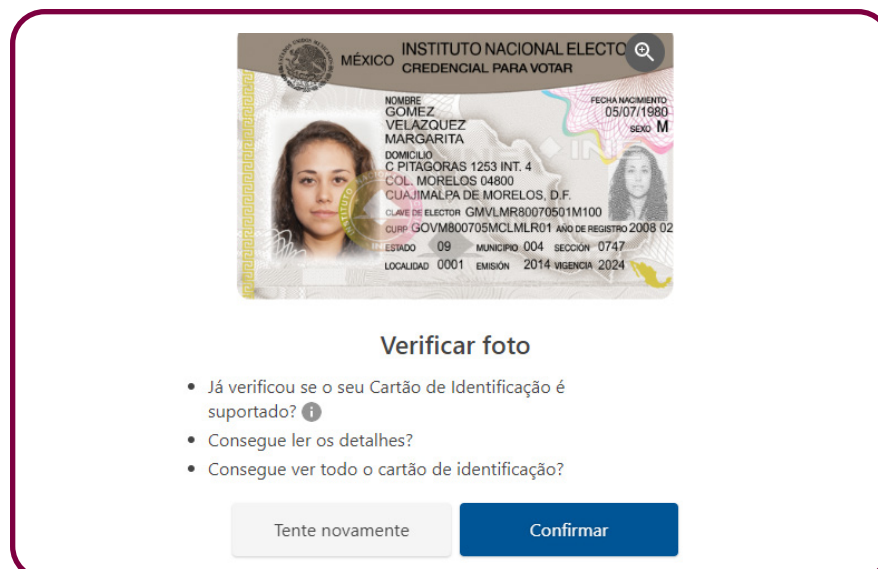 MÉXICO INSTITUTO NACIONAL ELECTO
CREDENCIAL PARA VOTAR
NOMBRE
GOMEZ
VELAZQUEZ
MARGARITA
FECHA NACIMIENTO
05/07/1980
SEXO M
DOMICILIO
C PITAGORAS 1253 INT. 4
COL. MORELOS 04800
CUAJIMALPA DE MORELOS, D.F.
CLAVE DE ELECTOR GMVLMR80070501M100
CURP GOVM800705MCLMLR01 AÑO DE REGISTRO 2008 02
ESTADO 09 MUNICIPIO 004 SECCIÓN 0747
LOCALIDAD 0001 EMISIÓN 2014 VIGENCIA 2024
Verificar foto
• Já verificou se o seu Cartão de Identificação é
suportado?
• Consegue ler os detalhes?
• Consegue ver todo o cartão de identificação?
Tente novamente
Confirmar